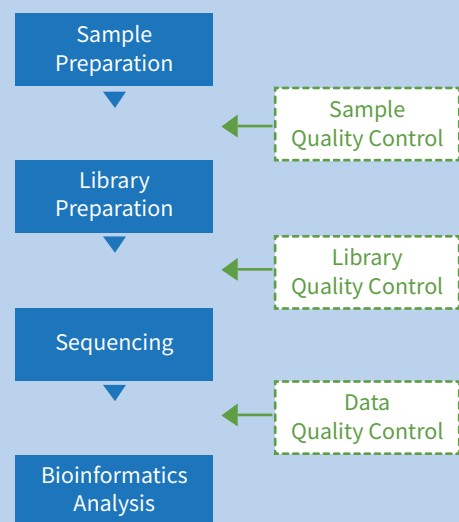 Sample
Preparation
Sample
Quality Control
Library
Preparation
Library
Quality Control
Sequencing
Data
Quality Control
Bioinformatics
Analysis